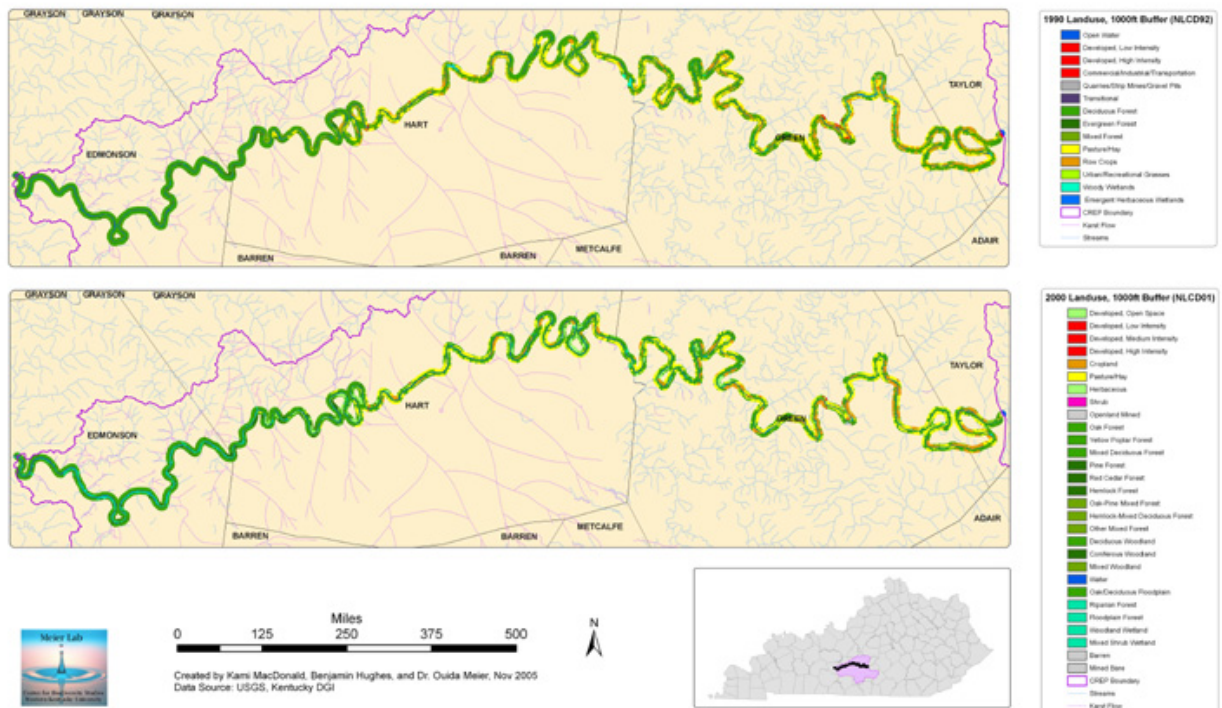 GRAYSON GRAYSON GRAYSON
TAYLOR
HART
GREEN
EDMONSON
ADAIR
METCALFE
BARREN
BARREN
1990 Landuse, 1000ft Buffer (NLCD92)
Open Water
Developed, Low Intensity
Developed, High Intensity
Commercial/Industrial/Transportation
Quarries/Strip Mines/Gravel Pits
Transitional
Deciduous Forest
Evergreen Forest
Mixed Forest
Pasture/Hay
Row Crops
Urban/Recreational Grasses
Woody Wetlands
Emergent Herbaceous Wetlands
CREP Boundary
Karst Flow
Streams
GRAYSON GRAYSON GRAYSON
TAYLOR
HART
GREEN
EDMONSON
ADAIR
METCALFE
BARREN
BARREN
2000 Landuse, 1000ft Buffer (NLCD01)
Developed, Open Space
Developed, Low Intensity
Developed, Medium Intensity
Developed, High Intensity
Cropland
Pasture/Hay
Herbaceous
Shrub
Openland Mined
Oak Forest
Yellow Poplar Forest
Mixed Deciduous Forest
Pine Forest
Red Cedar Forest
Hemlock Forest
Oak-Pine Mixed Forest
Hemlock-Mixed Deciduous Forest
Other Mixed Forest
Deciduous Woodland
Coniferous Woodland
Mixed Woodland
Water
Oak/Deciduous Floodplain
Riparian Forest
Floodplain Forest
Woodland Wetland
Mixed Shrub Wetland
Barren
Mined Bare
CREP Boundary
Streams
Karst Flow
Meier Lab
Center for Biodiversity Studies
Western Kentucky University
Miles
0 125 250 375 500
N
Created by Kami MacDonald, Benjamin Hughes, and Dr. Ouida Meier, Nov 2005
Data Source: USGS, Kentucky DGI